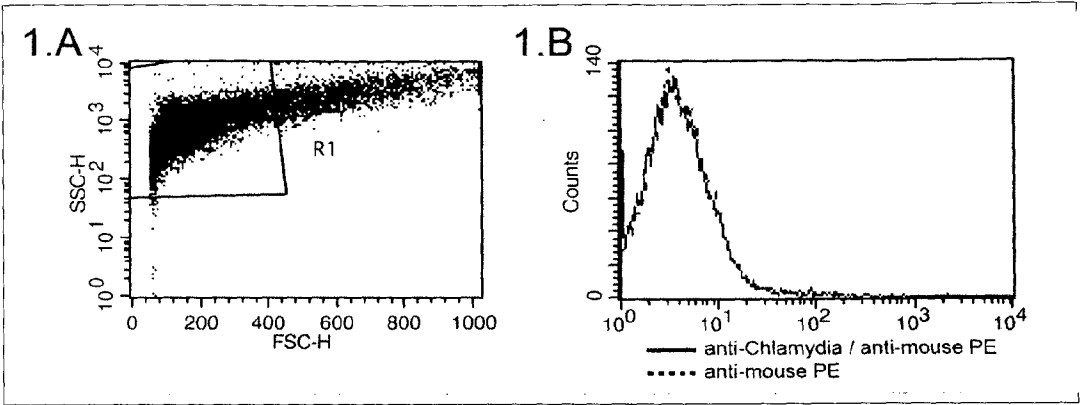 1.A
1.B
10^4
10^3
10^2
10^1
10^0
SSC-H
R1
0 200 400 600 800 1000
FSC-H
140
0
Counts
10^0 10^1 10^2 10^3 10^4
anti-Chlamydia / anti-mouse PE
anti-mouse PE